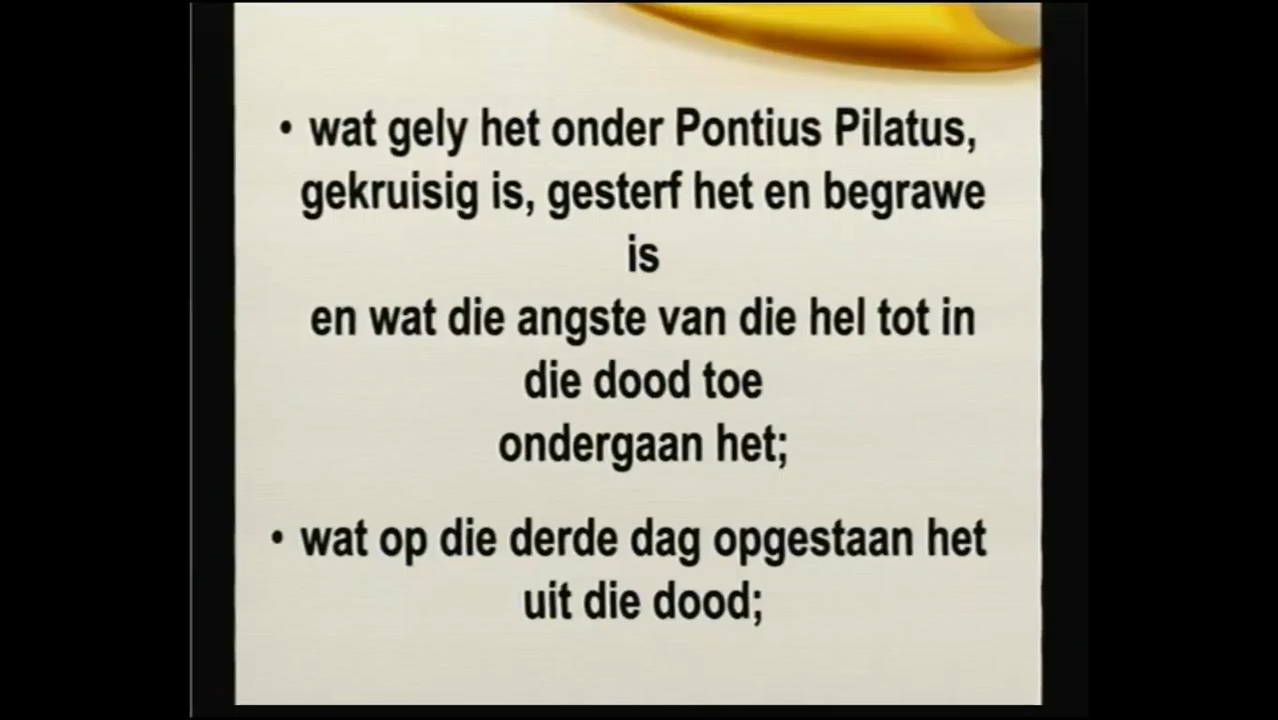 • wat gely het onder Pontius Pilatus,
gekruisig is, gesterf het en begrawe
is
en wat die angste van die hel tot in
die dood toe
ondergaan het;
• wat op die derde dag opgestaan het
uit die dood;